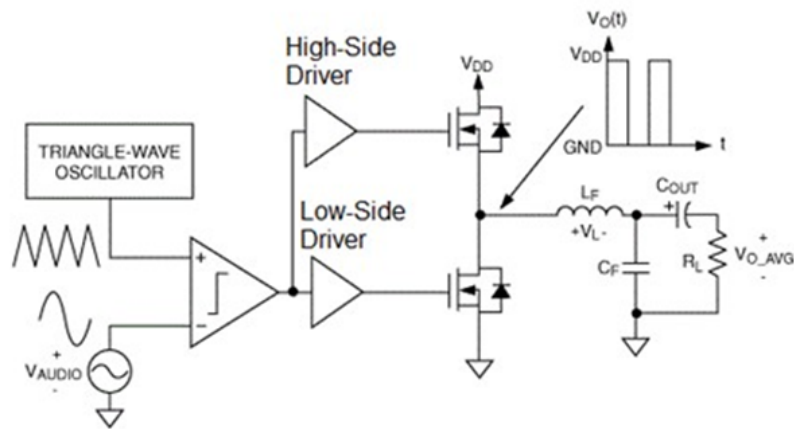 High-Side
Driver
VDD
VO(t)
VDD
GND
t
TRIANGLE-WAVE
OSCILLATOR
Low-Side
Driver
LF
+VL-
COUT
+
CF
RL
+
VO_AVG
-
+
-
+
VAUDIO
-